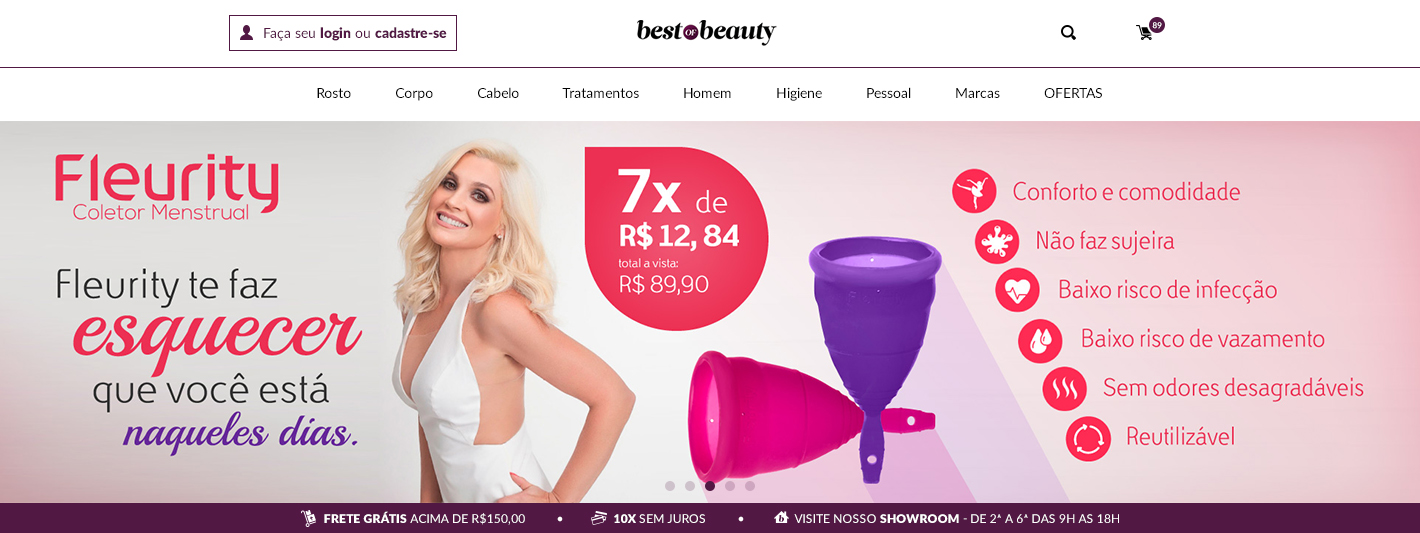 Faça seu login ou cadastre-se
best OF beauty
89
Rosto Corpo Cabelo Tratamentos Homem Higiene Pessoal Marcas OFERTAS
Fleurity
Coletor Menstrual
Fleurity te faz
esquecer
que você está
naqueles dias.
7x de
R$ 12, 84
total a vista:
R$ 89,90
Conforto e comodidade
Não faz sujeira
Baixo risco de infecção
Baixo risco de vazamento
Sem odores desagradáveis
Reutilizável
FRETE GRÁTIS ACIMA DE R$150,00 • 10X SEM JUROS • VISITE NOSSO SHOWROOM - DE 2ª A 6ª DAS 9H AS 18H